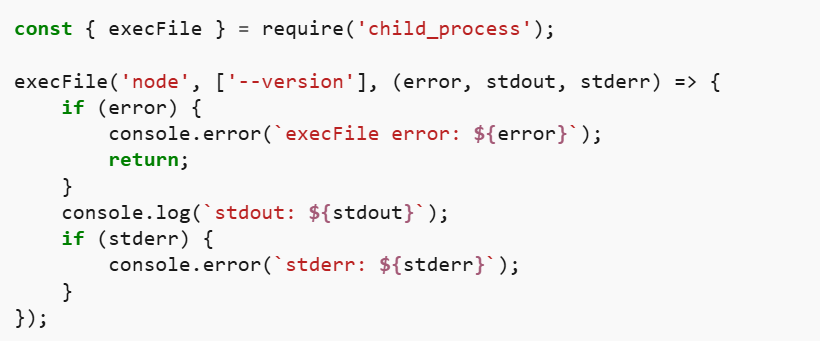 const { execFile } = require('child_process');

execFile('node', ['--version'], (error, stdout, stderr) => {
    if (error) {
        console.error(`execFile error: ${error}`);
        return;
    }
    console.log(`stdout: ${stdout}`);
    if (stderr) {
        console.error(`stderr: ${stderr}`);
    }
});